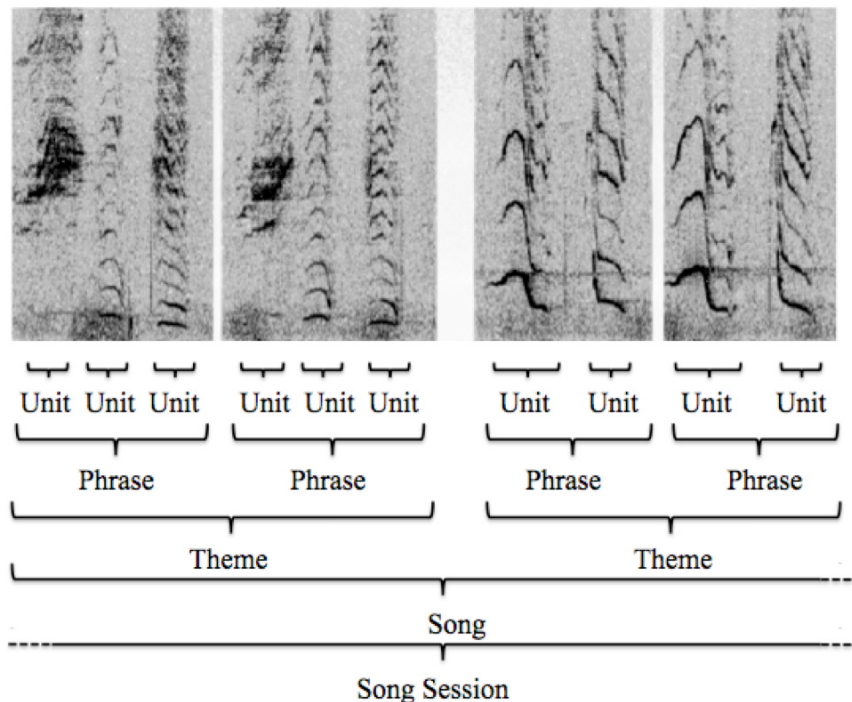 Unit Unit Unit Unit Unit Unit Unit Unit Unit Unit
Phrase Phrase Phrase Phrase
Theme Theme
Song
Song Session